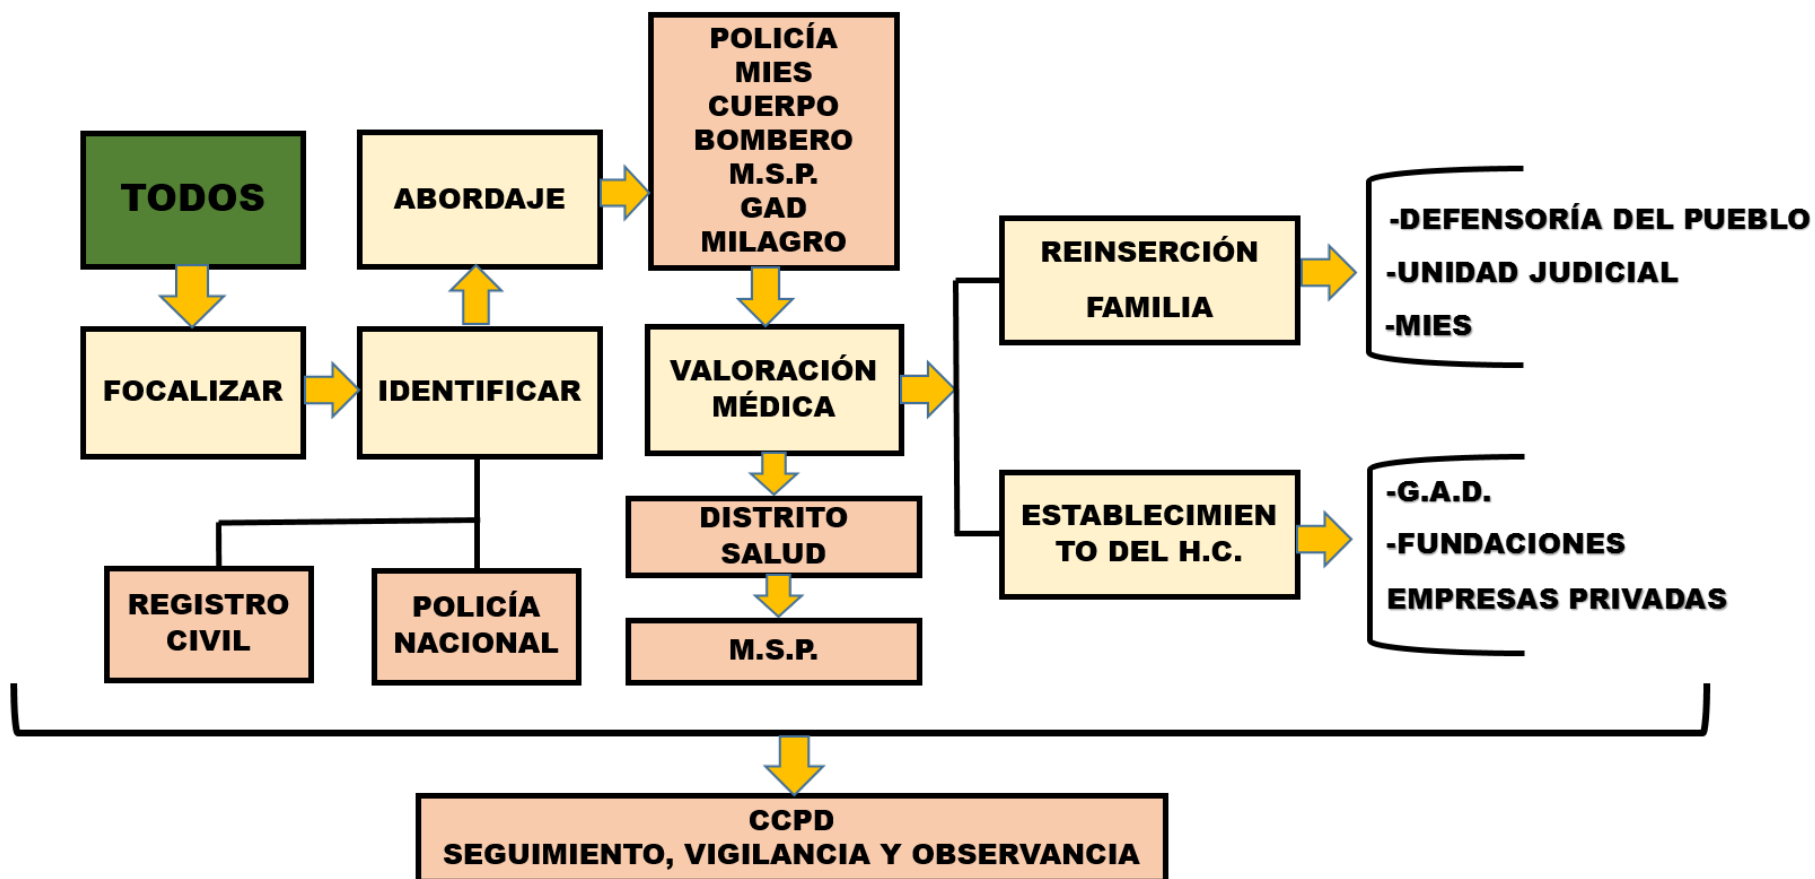 TODOS
FOCALIZAR
IDENTIFICAR
ABORDAJE
REGISTRO
CIVIL
POLICÍA
NACIONAL
POLICÍA
MIES
CUERPO
BOMBERO
M.S.P.
GAD
MILAGRO
VALORACIÓN
MÉDICA
DISTRITO
SALUD
M.S.P.
REINSERCIÓN
FAMILIA
-DEFENSORÍA DEL PUEBLO
-UNIDAD JUDICIAL
-MIES
ESTABLECIMIEN
TO DEL H.C.
-G.A.D.
-FUNDACIONES
EMPRESAS PRIVADAS
CCPD
SEGUIMIENTO, VIGILANCIA Y OBSERVANCIA